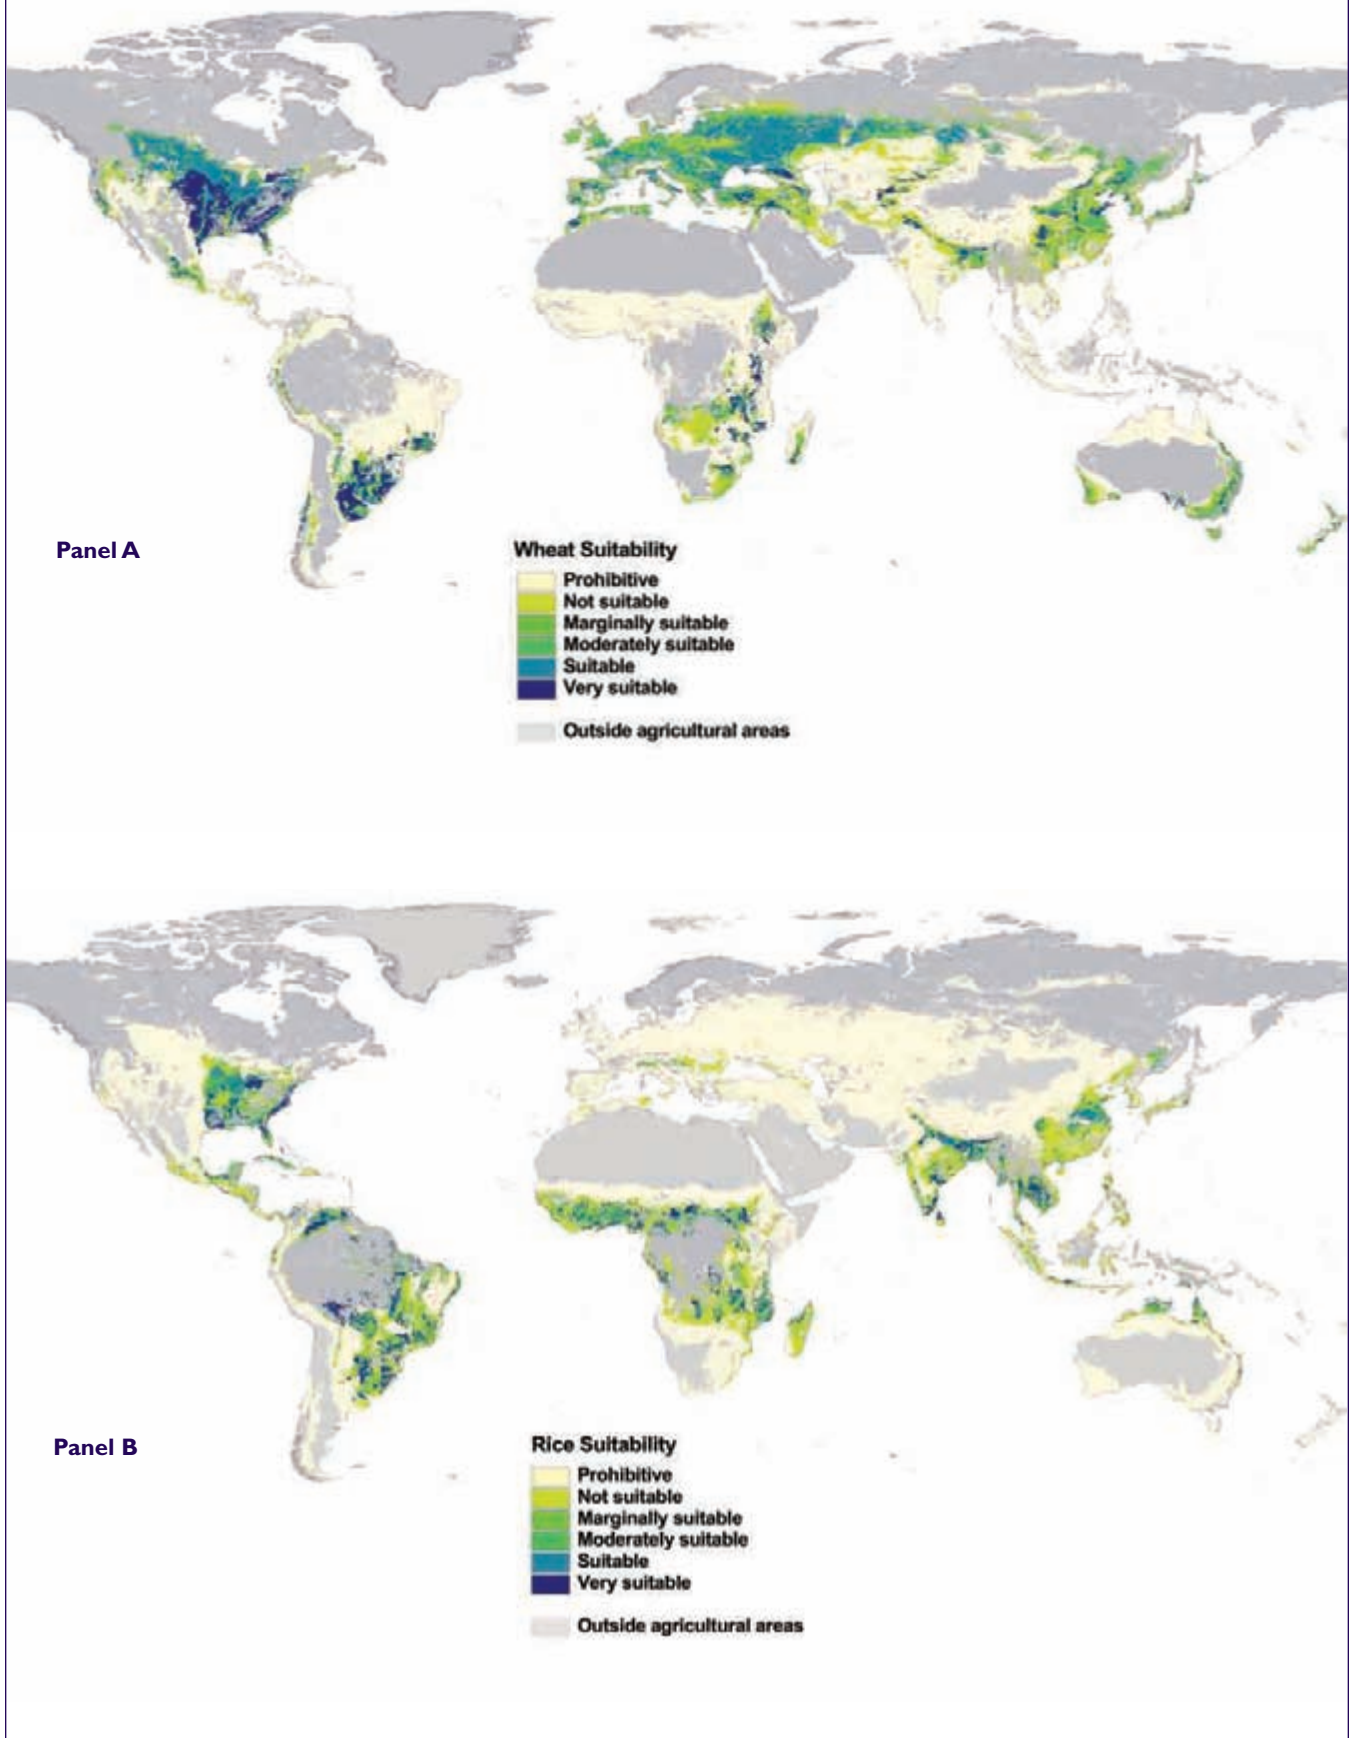 Panel A
Wheat Suitability
Prohibitive
Not suitable
Marginally suitable
Moderately suitable
Suitable
Very suitable
Outside agricultural areas
Panel B
Rice Suitability
Prohibitive
Not suitable
Marginally suitable
Moderately suitable
Suitable
Very suitable
Outside agricultural areas